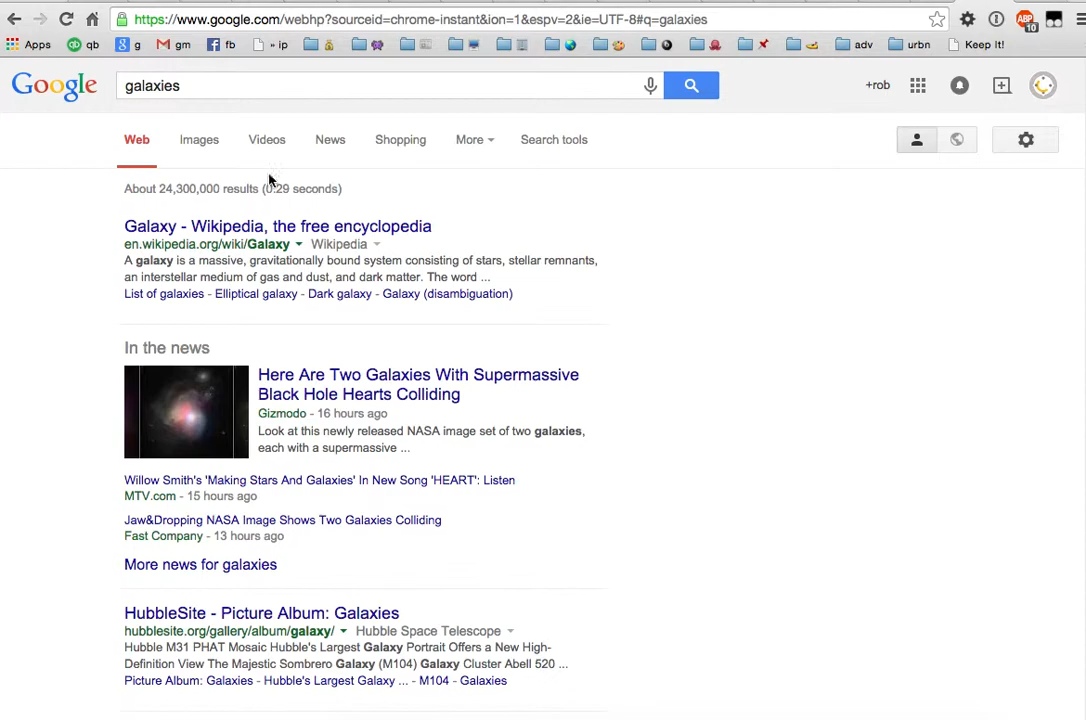 https://www.google.com/webhp?sourceid=chrome-instant&ion=1&espv=2&ie=UTF-8#q=galaxies
10
Apps qb g gm fb » ip adv urbn Keep It!
Google galaxies +rob
Web Images Videos News Shopping More Search tools
About 24,300,000 results (0.29 seconds)
Galaxy - Wikipedia, the free encyclopedia
en.wikipedia.org/wiki/Galaxy Wikipedia
A galaxy is a massive, gravitationally bound system consisting of stars, stellar remnants,
an interstellar medium of gas and dust, and dark matter. The word ...
List of galaxies - Elliptical galaxy - Dark galaxy - Galaxy (disambiguation)
In the news
Here Are Two Galaxies With Supermassive
Black Hole Hearts Colliding
Gizmodo - 16 hours ago
Look at this newly released NASA image set of two galaxies,
each with a supermassive ...
Willow Smith's 'Making Stars And Galaxies' In New Song 'HEART': Listen
MTV.com - 15 hours ago
Jaw&Dropping NASA Image Shows Two Galaxies Colliding
Fast Company - 13 hours ago
More news for galaxies
HubbleSite - Picture Album: Galaxies
hubblesite.org/gallery/album/galaxy/ Hubble Space Telescope
Hubble M31 PHAT Mosaic Hubble's Largest Galaxy Portrait Offers a New High-
Definition View The Majestic Sombrero Galaxy (M104) Galaxy Cluster Abell 520 ...
Picture Album: Galaxies - Hubble's Largest Galaxy ... - M104 - Galaxies